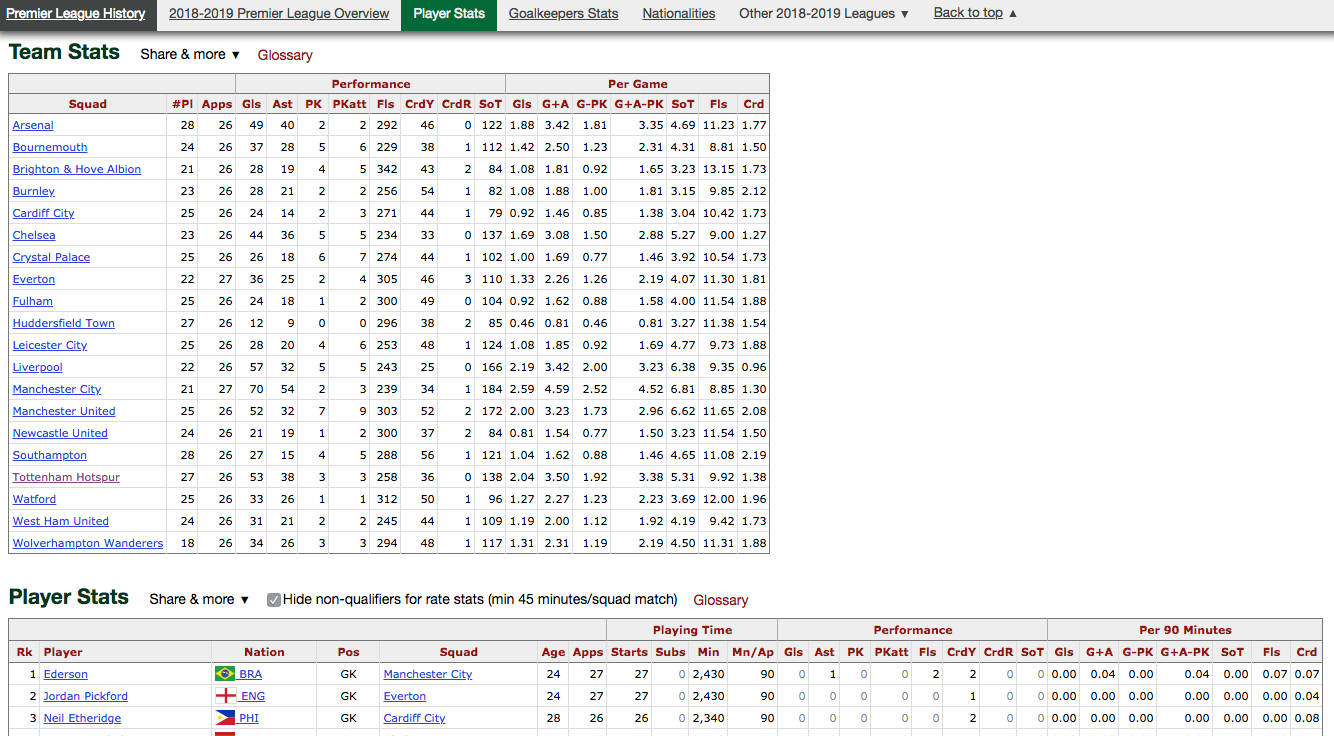 Premier League History 2018-2019 Premier League Overview Player Stats Goalkeepers Stats Nationalities Other 2018-2019 Leagues ▼ Back to top ▲
Team Stats Share & more ▼ Glossary
Performance Per Game
Squad #Pl Apps Gls Ast PK PKatt Fls CrdY CrdR SoT Gls G+A G-PK G+A-PK SoT Fls Crd
Arsenal 28 26 49 40 2 2 292 46 0 122 1.88 3.42 1.81 3.35 4.69 11.23 1.77
Bournemouth 24 26 37 28 5 6 229 38 1 112 1.42 2.50 1.23 2.31 4.31 8.81 1.50
Brighton & Hove Albion 21 26 28 19 4 5 342 43 2 84 1.08 1.81 0.92 1.65 3.23 13.15 1.73
Burnley 23 26 28 21 2 2 256 54 1 82 1.08 1.88 1.00 1.81 3.15 9.85 2.12
Cardiff City 25 26 24 14 2 3 271 44 1 79 0.92 1.46 0.85 1.38 3.04 10.42 1.73
Chelsea 23 26 44 36 5 5 234 33 0 137 1.69 3.08 1.50 2.88 5.27 9.00 1.27
Crystal Palace 25 26 26 18 6 7 274 44 1 102 1.00 1.69 0.77 1.46 3.92 10.54 1.73
Everton 22 27 36 25 2 4 305 46 3 110 1.33 2.26 1.26 2.19 4.07 11.30 1.81
Fulham 25 26 24 18 1 2 300 49 0 104 0.92 1.62 0.88 1.58 4.00 11.54 1.88
Huddersfield Town 27 26 12 9 0 0 296 38 2 85 0.46 0.81 0.46 0.81 3.27 11.38 1.54
Leicester City 25 26 28 20 4 6 253 48 1 124 1.08 1.85 0.92 1.69 4.77 9.73 1.88
Liverpool 22 26 57 32 5 5 243 25 0 166 2.19 3.42 2.00 3.23 6.38 9.35 0.96
Manchester City 21 27 70 54 2 3 239 34 1 184 2.59 4.59 2.52 4.52 6.81 8.85 1.30
Manchester United 25 26 52 32 7 9 303 52 2 172 2.00 3.23 1.73 2.96 6.62 11.65 2.08
Newcastle United 24 26 21 19 1 2 300 37 2 84 0.81 1.54 0.77 1.50 3.23 11.54 1.50
Southampton 28 26 27 15 4 5 288 56 1 121 1.04 1.62 0.88 1.46 4.65 11.08 2.19
Tottenham Hotspur 27 26 53 38 3 3 258 36 0 138 2.04 3.50 1.92 3.38 5.31 9.92 1.38
Watford 25 26 33 26 1 1 312 50 1 96 1.27 2.27 1.23 2.23 3.69 12.00 1.96
West Ham United 24 26 31 21 2 2 245 44 1 109 1.19 2.00 1.12 1.92 4.19 9.42 1.73
Wolverhampton Wanderers 18 26 34 26 3 3 294 48 1 117 1.31 2.31 1.19 2.19 4.50 11.31 1.88
Player Stats Share & more ▼ Hide non-qualifiers for rate stats (min 45 minutes/squad match) Glossary
Playing Time Performance Per 90 Minutes
Rk Player Nation Pos Squad Age Apps Starts Subs Min Mn/Ap Gls Ast PK PKatt Fls CrdY CrdR SoT Gls G+A G-PK G+A-PK SoT Fls Crd
1 Ederson BRA GK Manchester City 24 27 27 0 2,430 90 0 1 0 0 2 2 0 0 0.00 0.04 0.00 0.04 0.00 0.07 0.07
2 Jordan Pickford ENG GK Everton 24 27 27 0 2,430 90 0 0 0 0 0 1 0 0 0.00 0.00 0.00 0.00 0.00 0.00 0.04
3 Neil Etheridge PHI GK Cardiff City 28 26 26 0 2,340 90 0 0 0 0 0 2 0 0 0.00 0.00 0.00 0.00 0.00 0.00 0.08